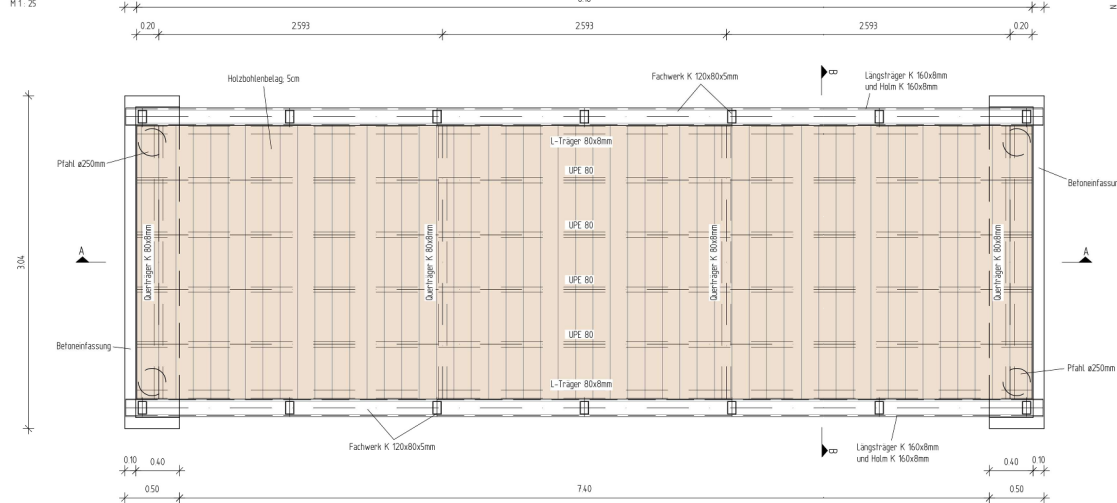 M 1 : 25
0.20
2.593
2.593
2.593
0.20
Holzbohlenbelag, 5cm
Fachwerk K 120x80x5mm
B
Längsträger K 160x8mm
und Holm K 160x8mm
Pfahl ø250mm
L-Träger 80x8mm
UPE 80
Betoneinfassun
UPE 80
A
3.04
Querträger K 80x8mm
Querträger K 80x8mm
Querträger K 80x8mm
Querträger K 80x8mm
A
UPE 80
UPE 80
Betoneinfassung
L-Träger 80x8mm
Pfahl ø250mm
Fachwerk K 120x80x5mm
B
Längsträger K 160x8mm
und Holm K 160x8mm
0.10
0.40
0.40
0.10
0.50
7.40
0.50